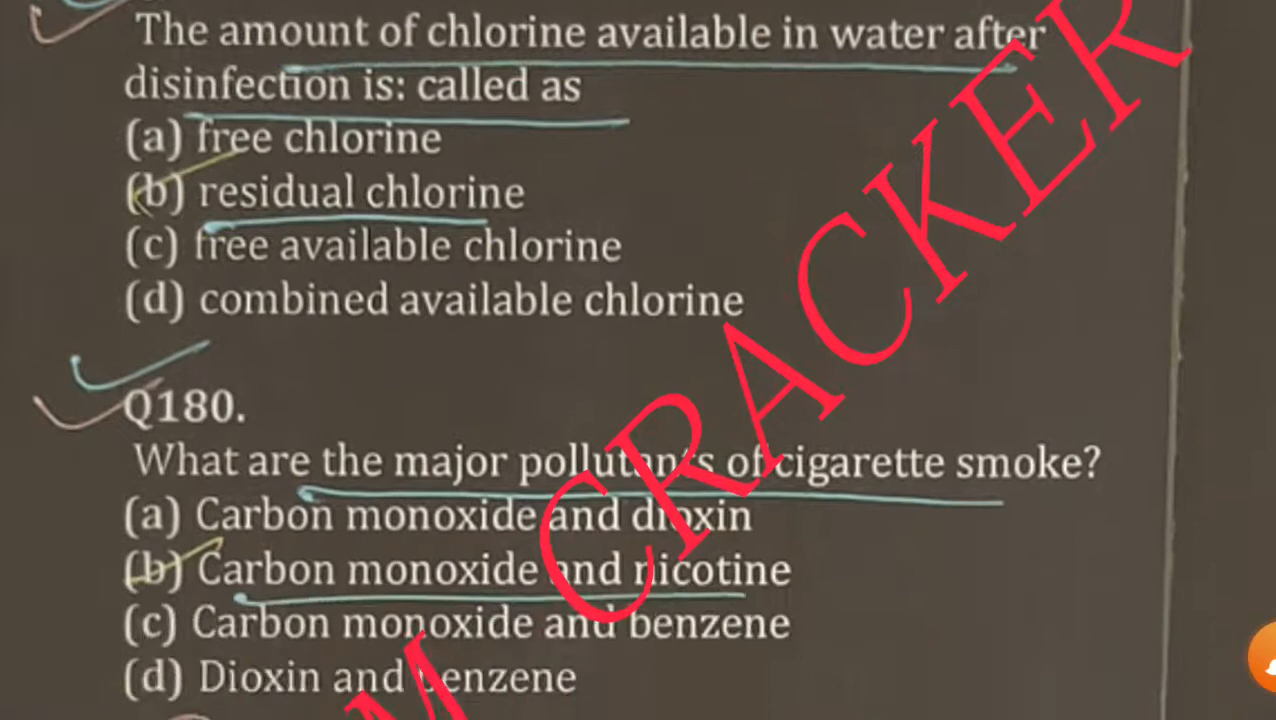 The amount of chlorine available in water after
disinfection is: called as
(a) free chlorine
(b) residual chlorine
(c) free available chlorine
(d) combined available chlorine
Q180.
What are the major pollutants of cigarette smoke?
(a) Carbon monoxide and dioxin
(b) Carbon monoxide and nicotine
(c) Carbon monoxide and benzene
(d) Dioxin and benzene
M CRACKER